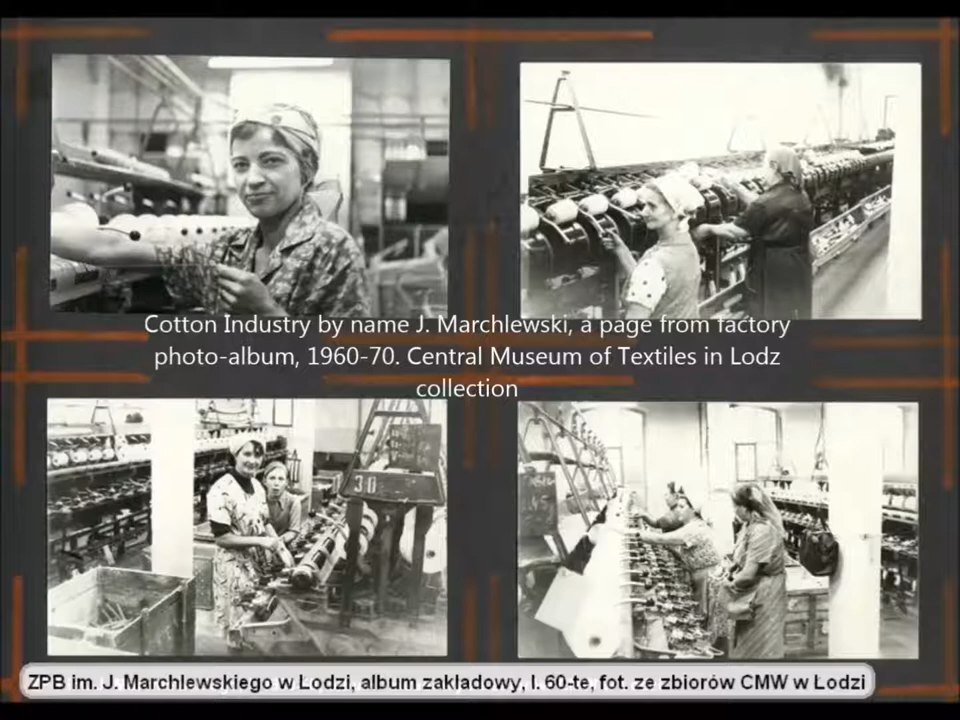 Cotton Industry by name J. Marchlewski, a page from factory
photo-album, 1960-70. Central Museum of Textiles in Lodz
collection
30
ZPB im. J. Marchlewskiego w Łodzi, album zakładowy, l. 60-te, fot. ze zbiorów CMW w Łodzi